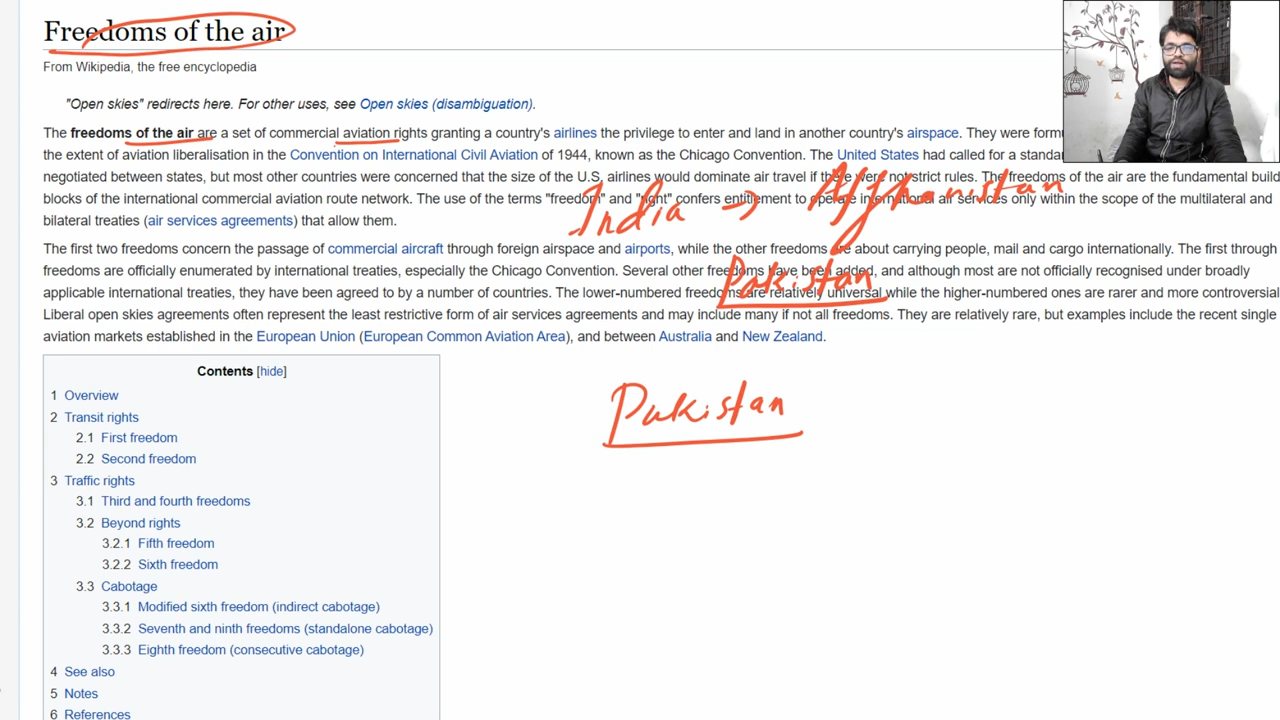 Freedoms of the air
From Wikipedia, the free encyclopedia
"Open skies" redirects here. For other uses, see Open skies (disambiguation).
The freedoms of the air are a set of commercial aviation rights granting a country's airlines the privilege to enter and land in another country's airspace. They were
the extent of aviation liberalisation in the Convention on International Civil Aviation of 1944, known as the Chicago Convention. The United States had called for a
negotiated between states, but most other countries were concerned that the size of the U.S. airlines would dominate air travel if there were not strict rules. The freedoms of the air are the fundamental build
blocks of the international commercial aviation route network. The use of the terms "freedom" and "right" confers entitlement to operate international air services only within the scope of the multilateral and
bilateral treaties (air services agreements) that allow them.
India → Afghanistan
The first two freedoms concern the passage of commercial aircraft through foreign airspace and airports, while the other freedoms are about carrying people, mail and cargo internationally. The first through
freedoms are officially enumerated by international treaties, especially the Chicago Convention. Several other freedoms have been added, and although most are not officially recognised under broadly
applicable international treaties, they have been agreed to by a number of countries. The lower-numbered freedoms are relatively universal while the higher-numbered ones are rarer and more controversial
Pakistan
Liberal open skies agreements often represent the least restrictive form of air services agreements and may include many if not all freedoms. They are relatively rare, but examples include the recent single
aviation markets established in the European Union (European Common Aviation Area), and between Australia and New Zealand.
Pakistan
Contents [hide]
1 Overview
2 Transit rights
2.1 First freedom
2.2 Second freedom
3 Traffic rights
3.1 Third and fourth freedoms
3.2 Beyond rights
3.2.1 Fifth freedom
3.2.2 Sixth freedom
3.3 Cabotage
3.3.1 Modified sixth freedom (indirect cabotage)
3.3.2 Seventh and ninth freedoms (standalone cabotage)
3.3.3 Eighth freedom (consecutive cabotage)
4 See also
5 Notes
6 References